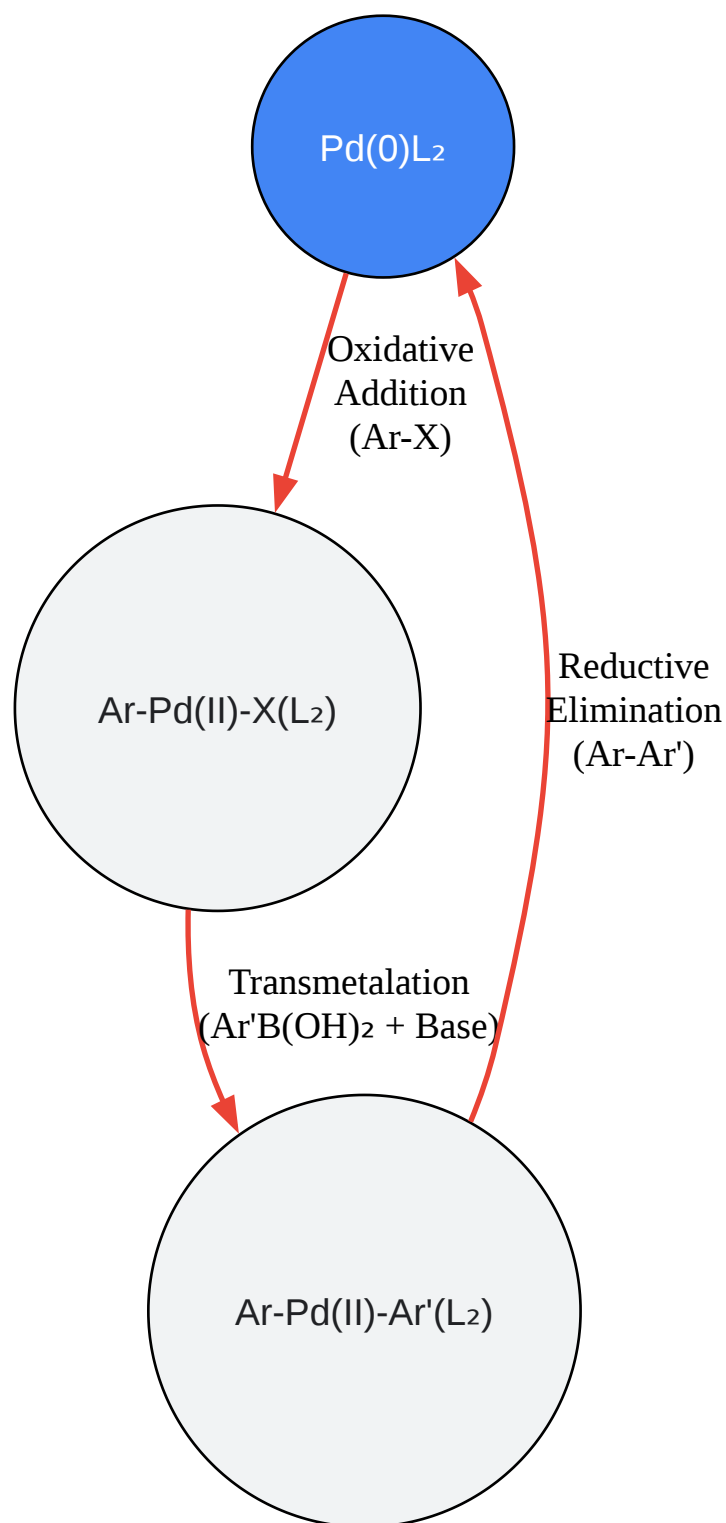 Pd(0)L₂
Oxidative
Addition
(Ar-X)
Ar-Pd(II)-X(L₂)
Reductive
Elimination
(Ar-Ar')
Transmetalation
(Ar'B(OH)₂ + Base)
Ar-Pd(II)-Ar'(L₂)